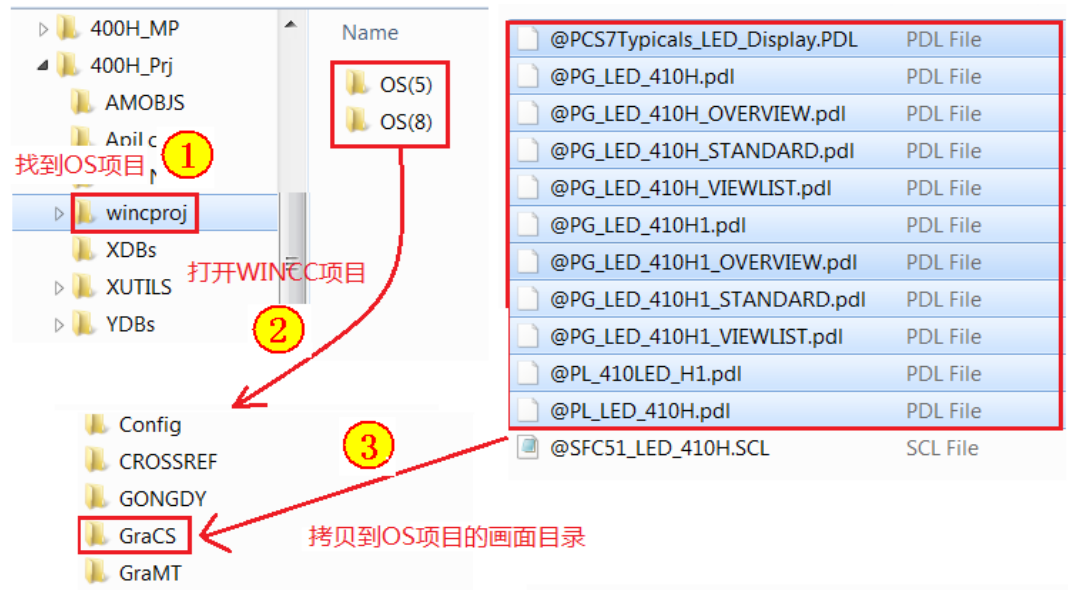 400H_MP
400H_Prj
AMOBJS
找到OS项目
1
wincproj
XDBs
XUTILS
YDBs
Name
OS(5)
OS(8)
打开WINCC项目
2
Config
CROSSREF
GONGDY
GraCS
GraMT
3
拷贝到OS项目的画面目录
@PCS7Typicals_LED_Display.PDL PDL File
@PG_LED_410H.pdl PDL File
@PG_LED_410H_OVERVIEW.pdl PDL File
@PG_LED_410H_STANDARD.pdl PDL File
@PG_LED_410H_VIEWLIST.pdl PDL File
@PG_LED_410H1.pdl PDL File
@PG_LED_410H1_OVERVIEW.pdl PDL File
@PG_LED_410H1_STANDARD.pdl PDL File
@PG_LED_410H1_VIEWLIST.pdl PDL File
@PL_410LED_H1.pdl PDL File
@PL_LED_410H.pdl PDL File
@SFC51_LED_410H.SCL SCL File